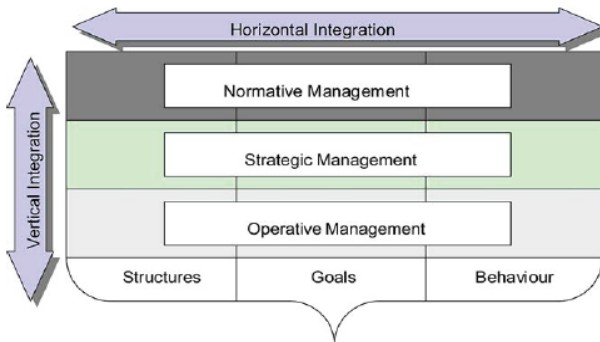 Horizontal Integration
Vertical Integration
Normative Management
Strategic Management
Operative Management
Structures
Goals
Behaviour